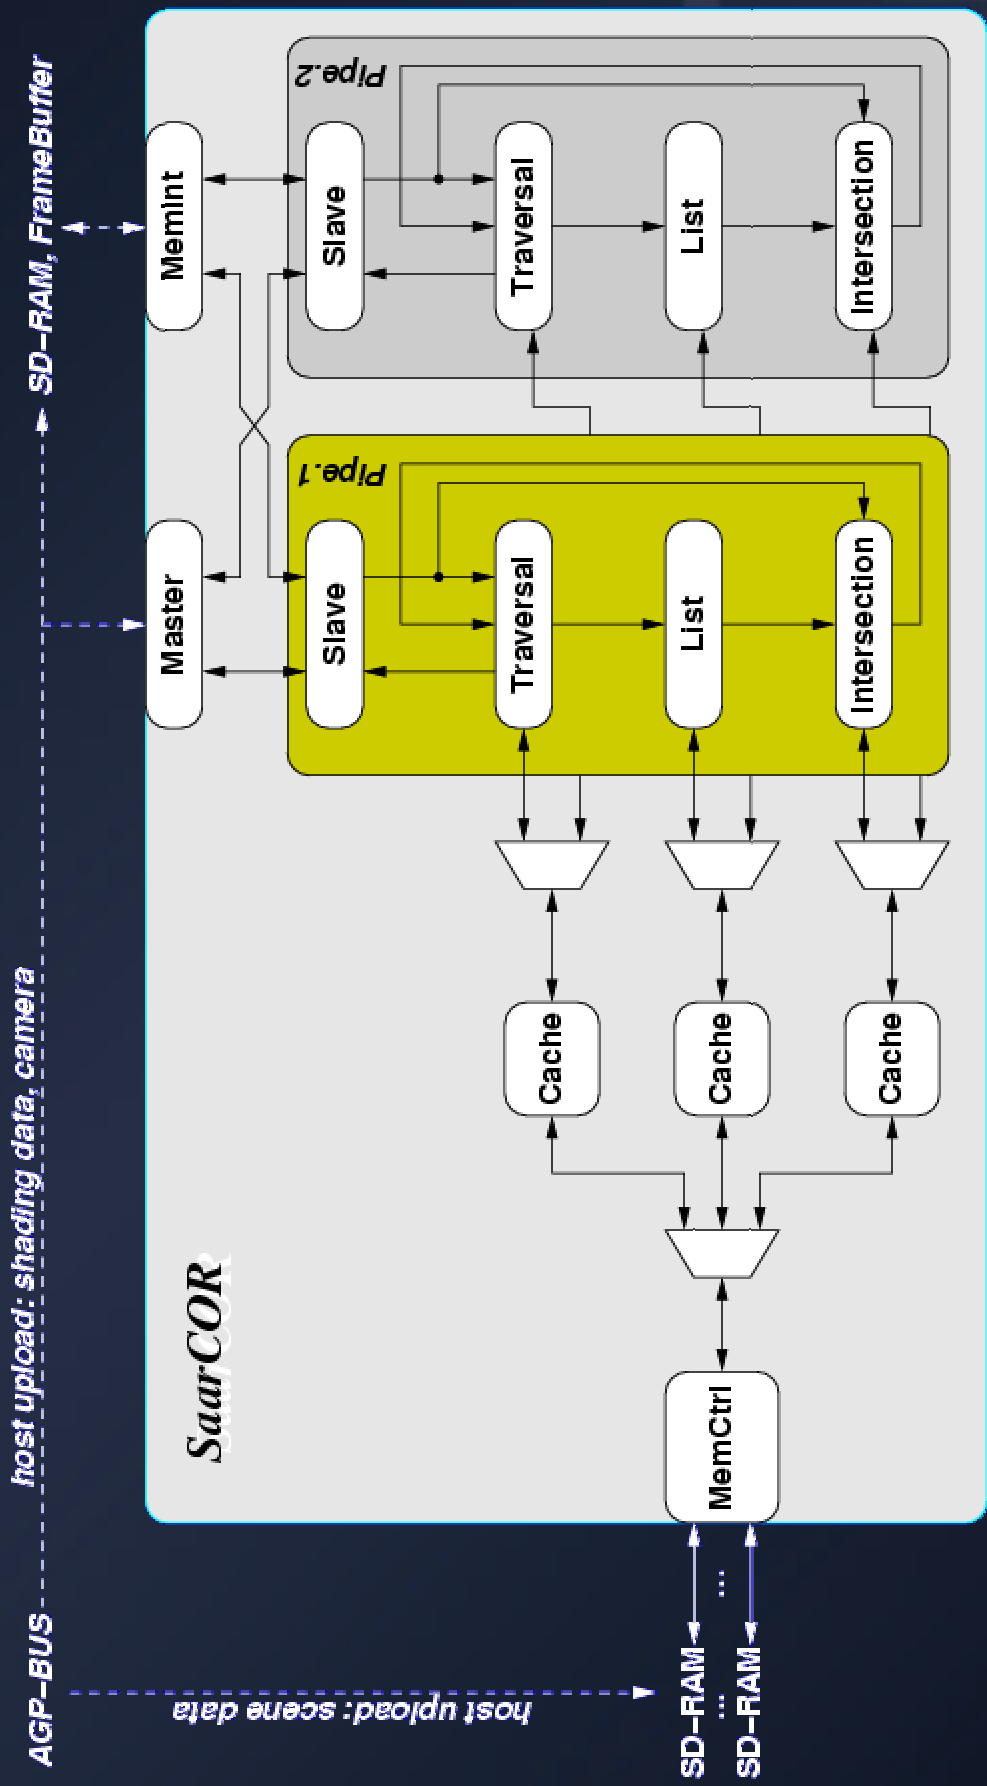 AGP-BUS
host upload: shading data, camera
SD-RAM, FrameBuffer
host upload: scene data
SaarCOR
Master
MemInt
Pipe.1
Slave
Traversal
List
Intersection
Pipe.2
Slave
Traversal
List
Intersection
Cache
Cache
Cache
MemCtrl
SD-RAM
...
...
SD-RAM